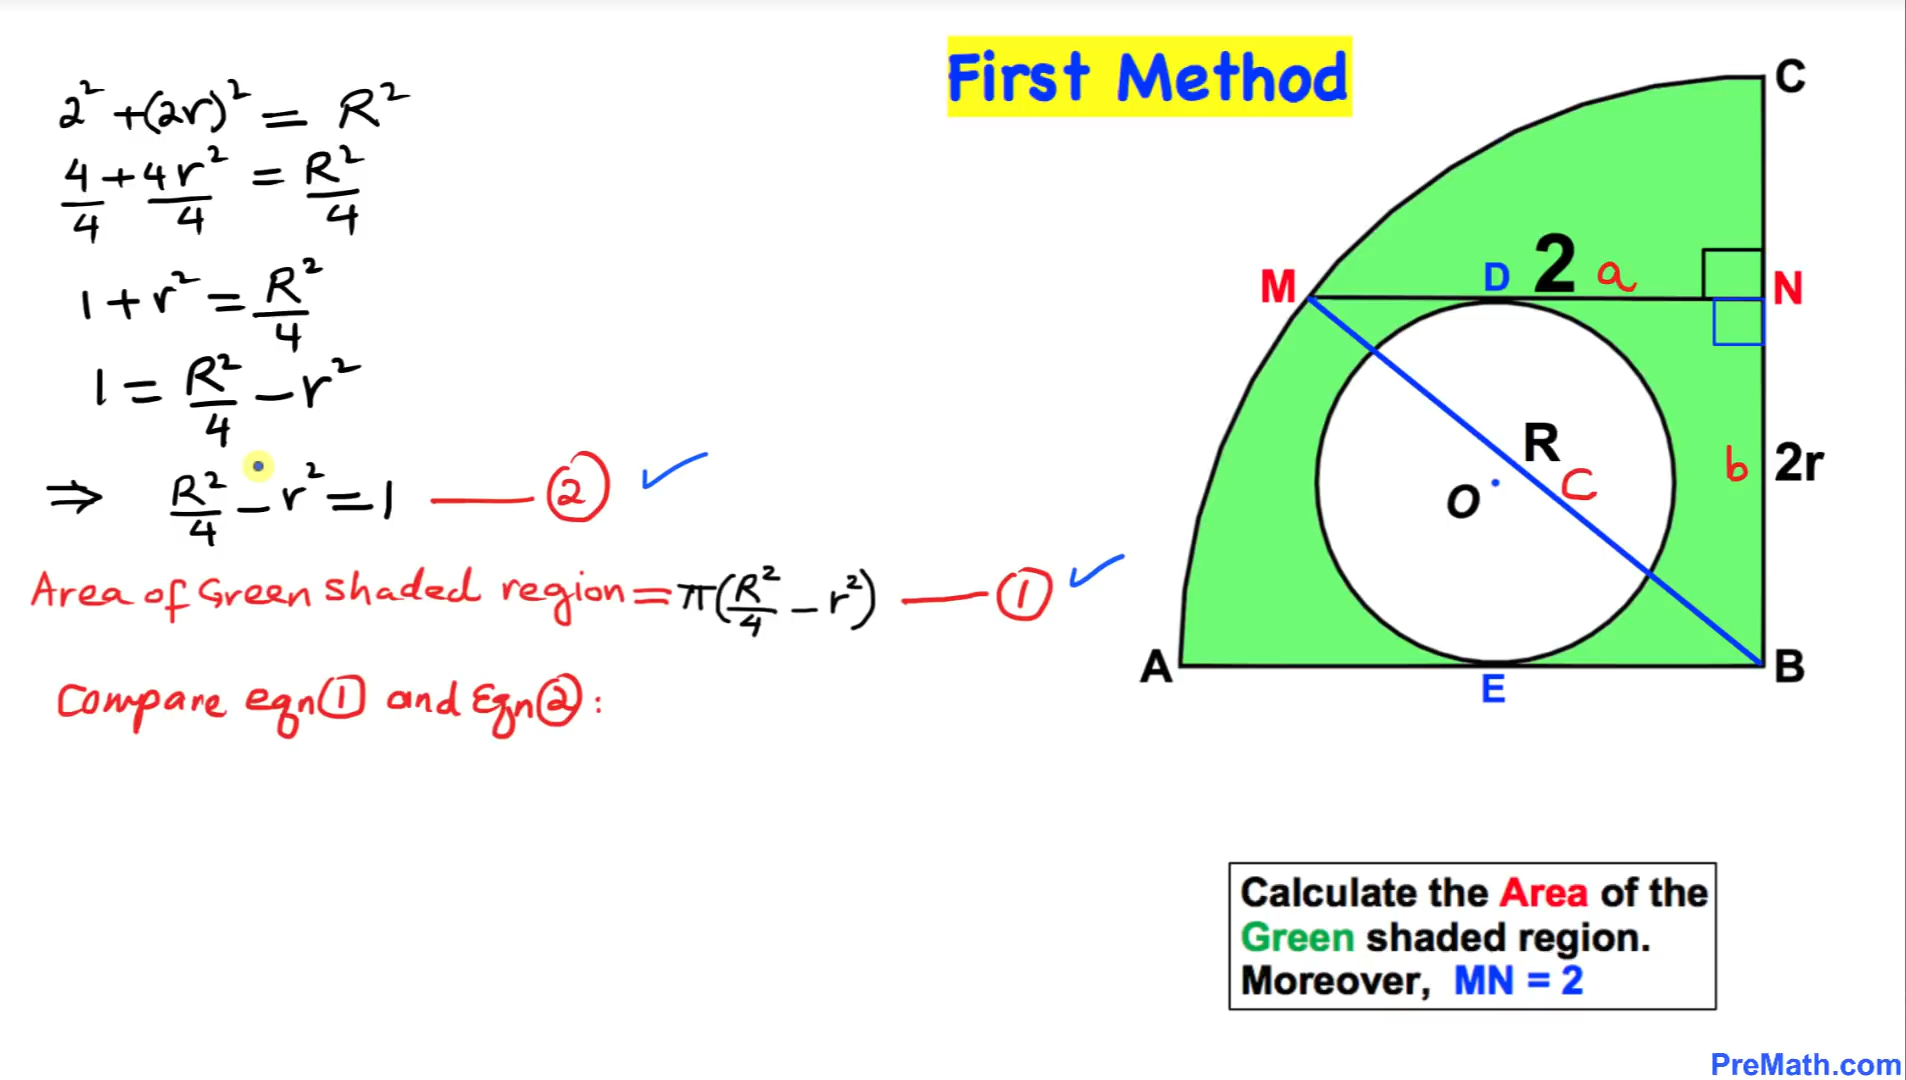 First Method
2² + (2r)² = R²
4/4 + 4r²/4 = R²/4
1 + r² = R²/4
1 = R²/4 − r²
⇒ R²/4 − r² = 1 —— ②
Area of Green shaded region = π(R²/4 − r²) —— ①
Compare eqn① and Eqn②:
C
M
D
2
a
N
R
C
b
2r
O
A
E
B
Calculate the Area of the
Green shaded region.
Moreover, MN = 2
PreMath.com